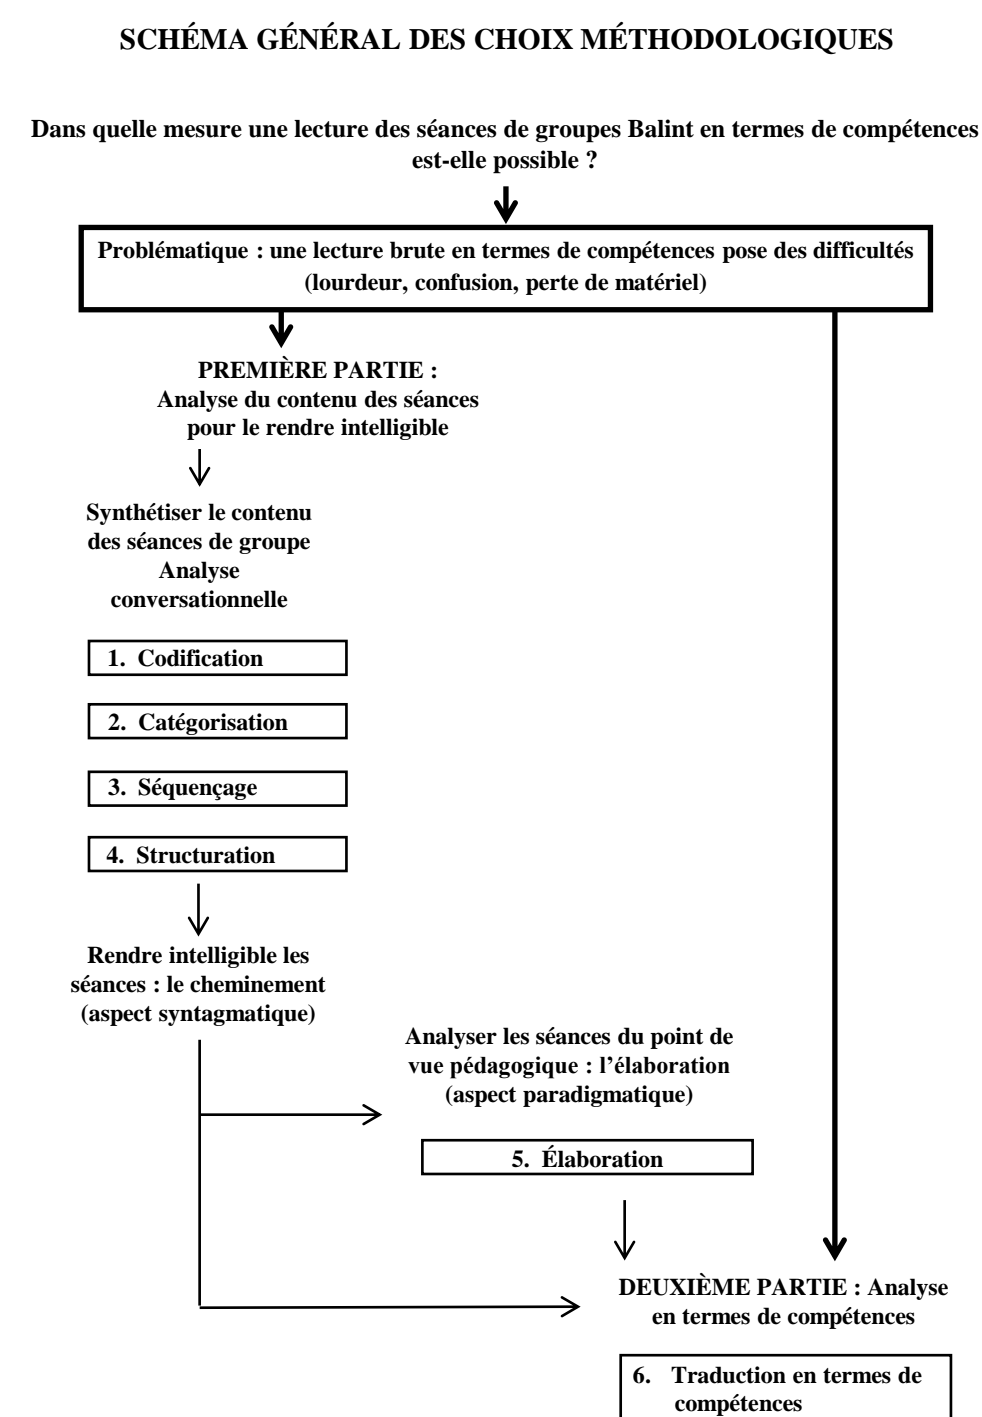 SCHÉMA GÉNÉRAL DES CHOIX MÉTHODOLOGIQUES
Dans quelle mesure une lecture des séances de groupes Balint en termes de compétences
est-elle possible ?
Problématique : une lecture brute en termes de compétences pose des difficultés
(lourdeur, confusion, perte de matériel)
PREMIÈRE PARTIE :
Analyse du contenu des séances
pour le rendre intelligible
Synthétiser le contenu
des séances de groupe
Analyse
conversationnelle
1. Codification
2. Catégorisation
3. Séquençage
4. Structuration
Rendre intelligible les
séances : le cheminement
(aspect syntagmatique)
Analyser les séances du point de
vue pédagogique : l’élaboration
(aspect paradigmatique)
5. Élaboration
DEUXIÈME PARTIE : Analyse
en termes de compétences
6. Traduction en termes de
compétences